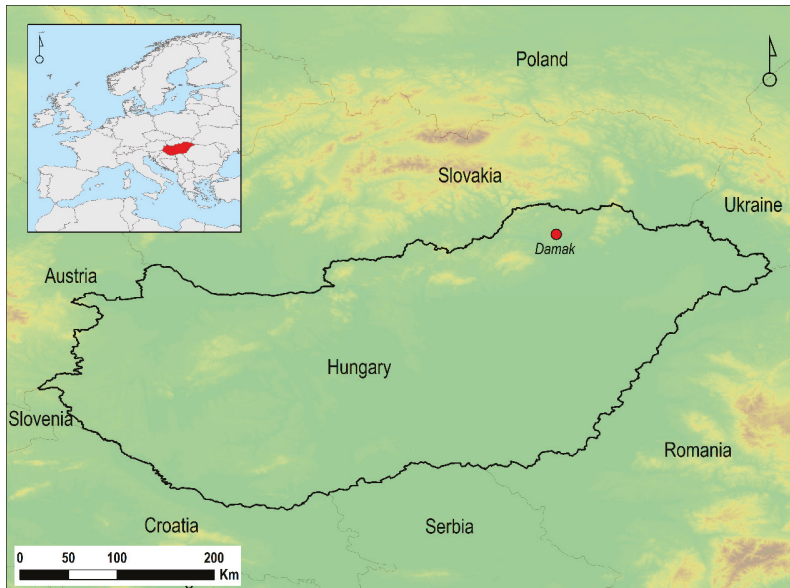 Poland
Slovakia
Ukraine
Damak
Austria
Hungary
Slovenia
Romania
Croatia
Serbia
0 50 100 200
Km